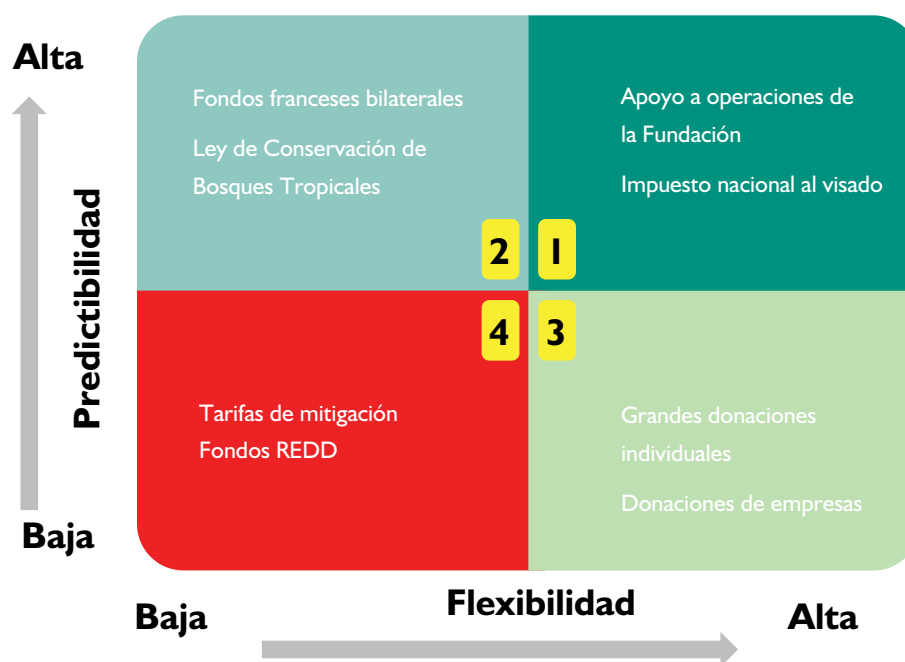 Alta
Predictibilidad
Baja
Fondos franceses bilaterales
Ley de Conservación de
Bosques Tropicales
2
Apoyo a operaciones de
la Fundación
Impuesto nacional al visado
1
4
Tarifas de mitigación
Fondos REDD
3
Grandes donaciones
individuales
Donaciones de empresas
Baja
Flexibilidad
Alta